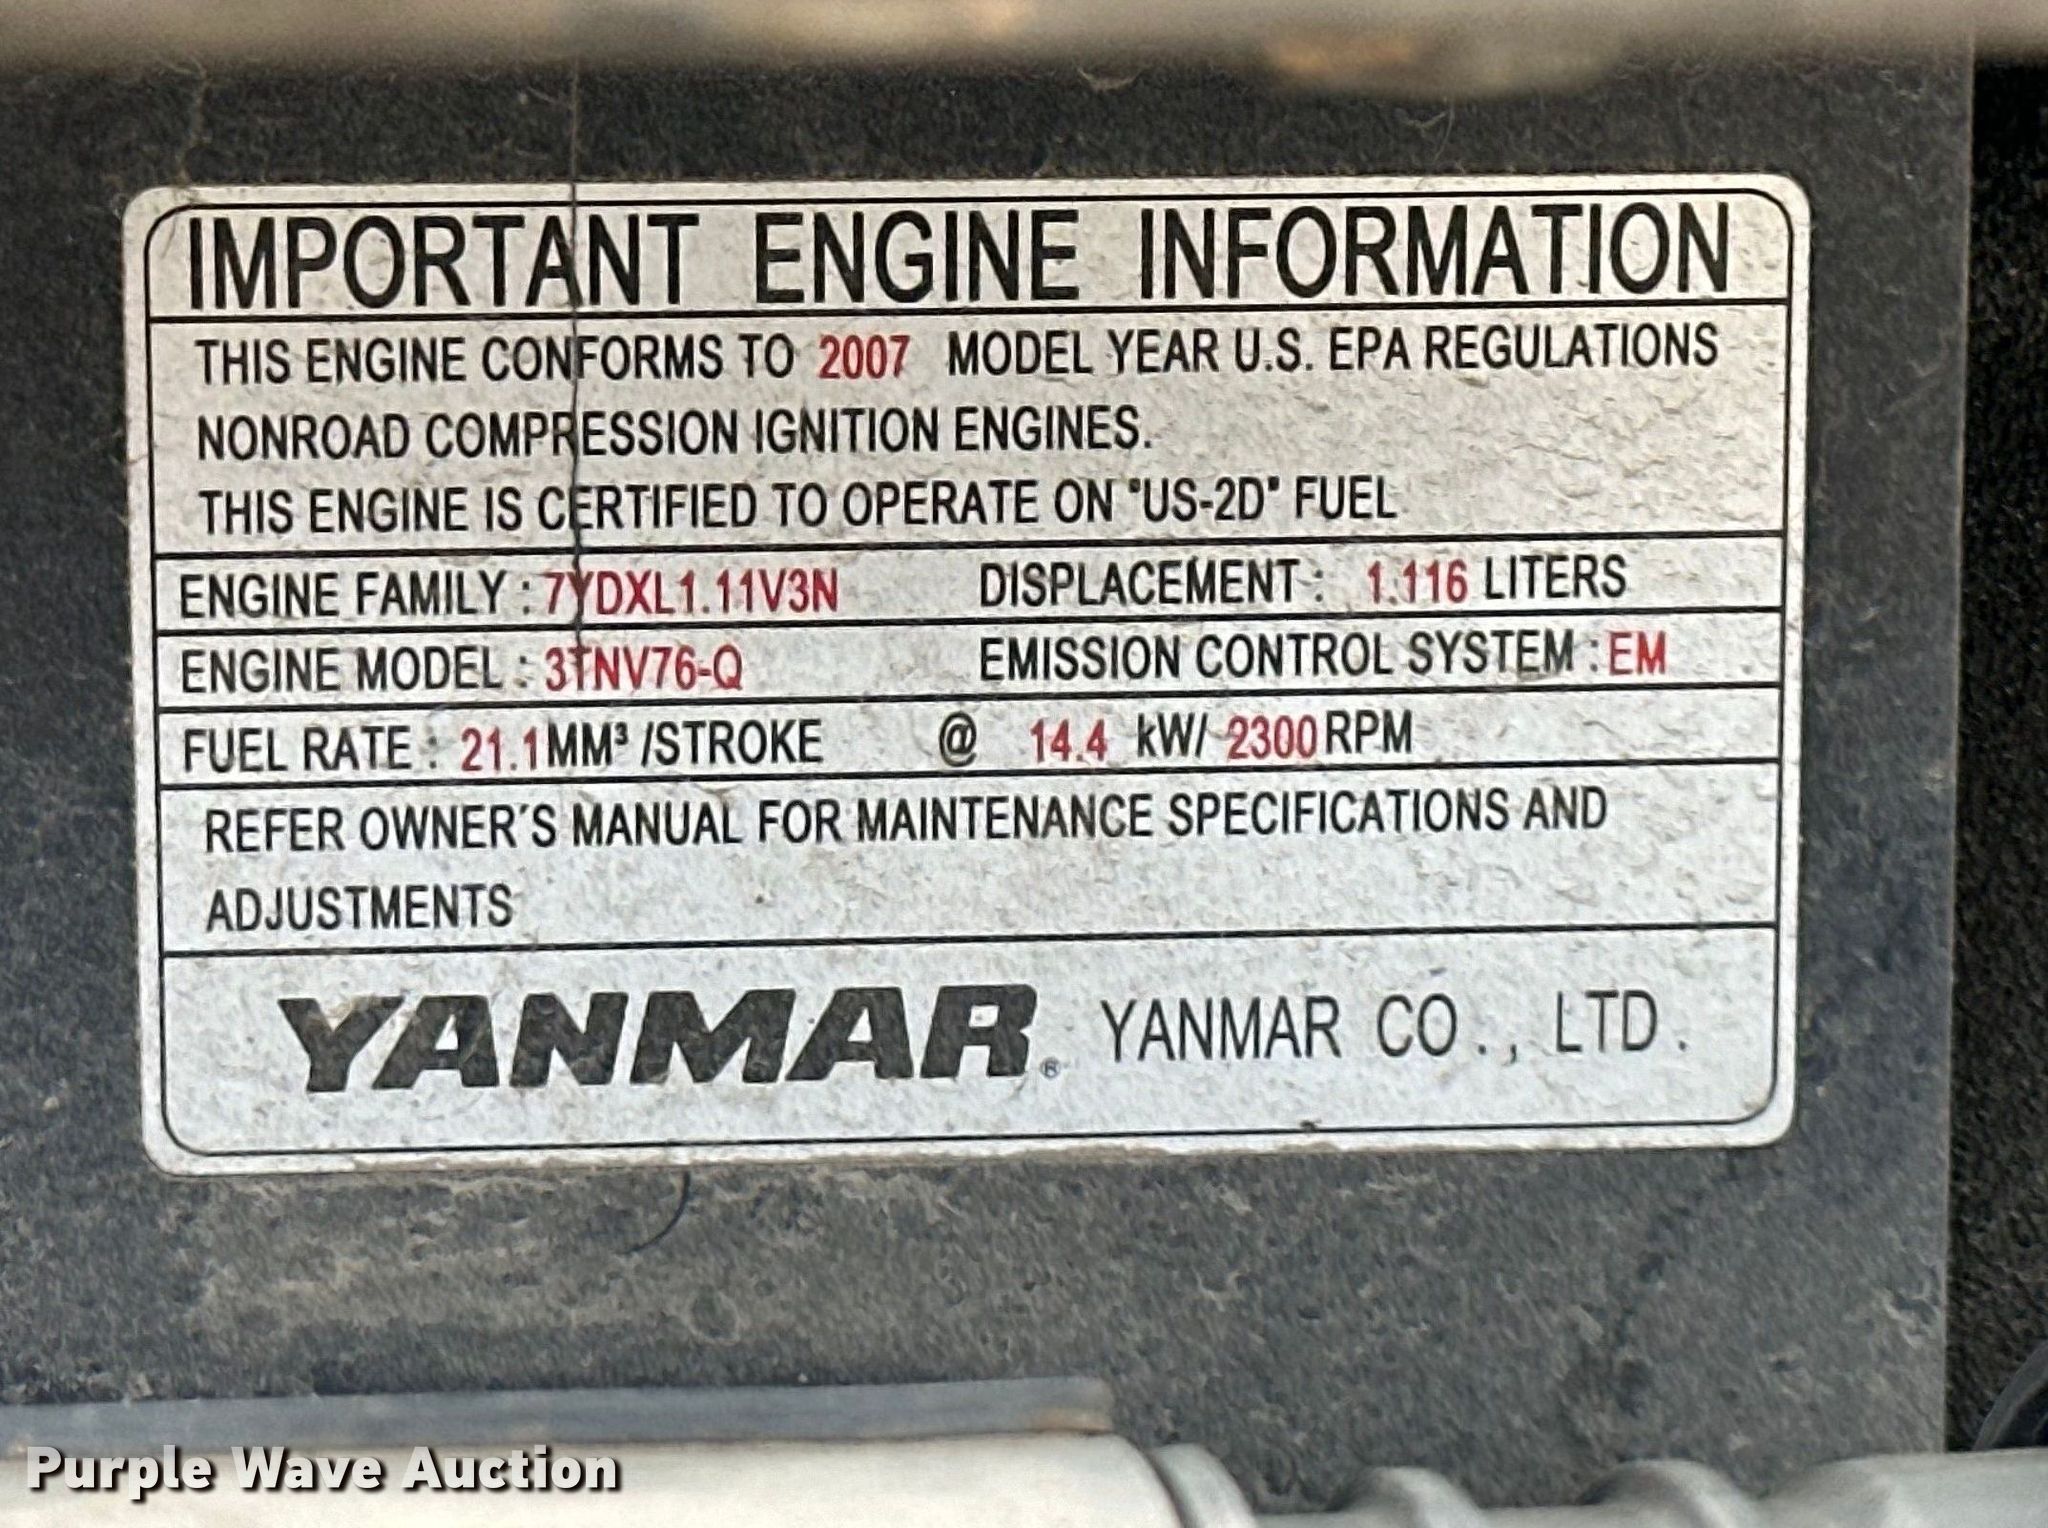 IMPORTANT ENGINE INFORMATION
THIS ENGINE CONFORMS TO 2007 MODEL YEAR U.S. EPA REGULATIONS
NONROAD COMPRESSION IGNITION ENGINES.
THIS ENGINE IS CERTIFIED TO OPERATE ON "US-2D" FUEL
ENGINE FAMILY : 7YDXL1.11V3N DISPLACEMENT : 1.116 LITERS
ENGINE MODEL : 3TNV76-Q EMISSION CONTROL SYSTEM : EM
FUEL RATE : 21.1 MM³ /STROKE @ 14.4 kW/ 2300 RPM
REFER OWNER'S MANUAL FOR MAINTENANCE SPECIFICATIONS AND
ADJUSTMENTS
YANMAR® YANMAR CO., LTD.
Purple Wave Auction